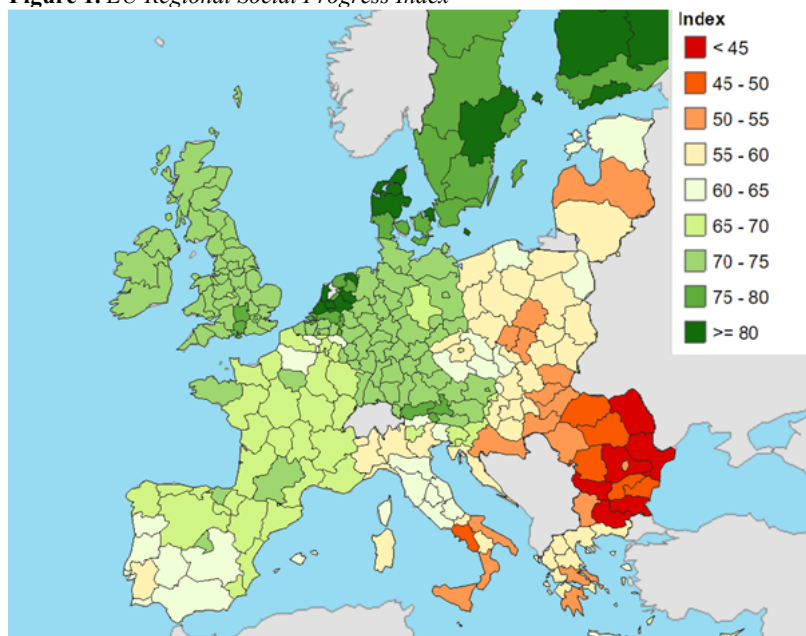 Figure 1. EU Regional Social Progress Index
Index
< 45
45 - 50
50 - 55
55 - 60
60 - 65
65 - 70
70 - 75
75 - 80
>= 80